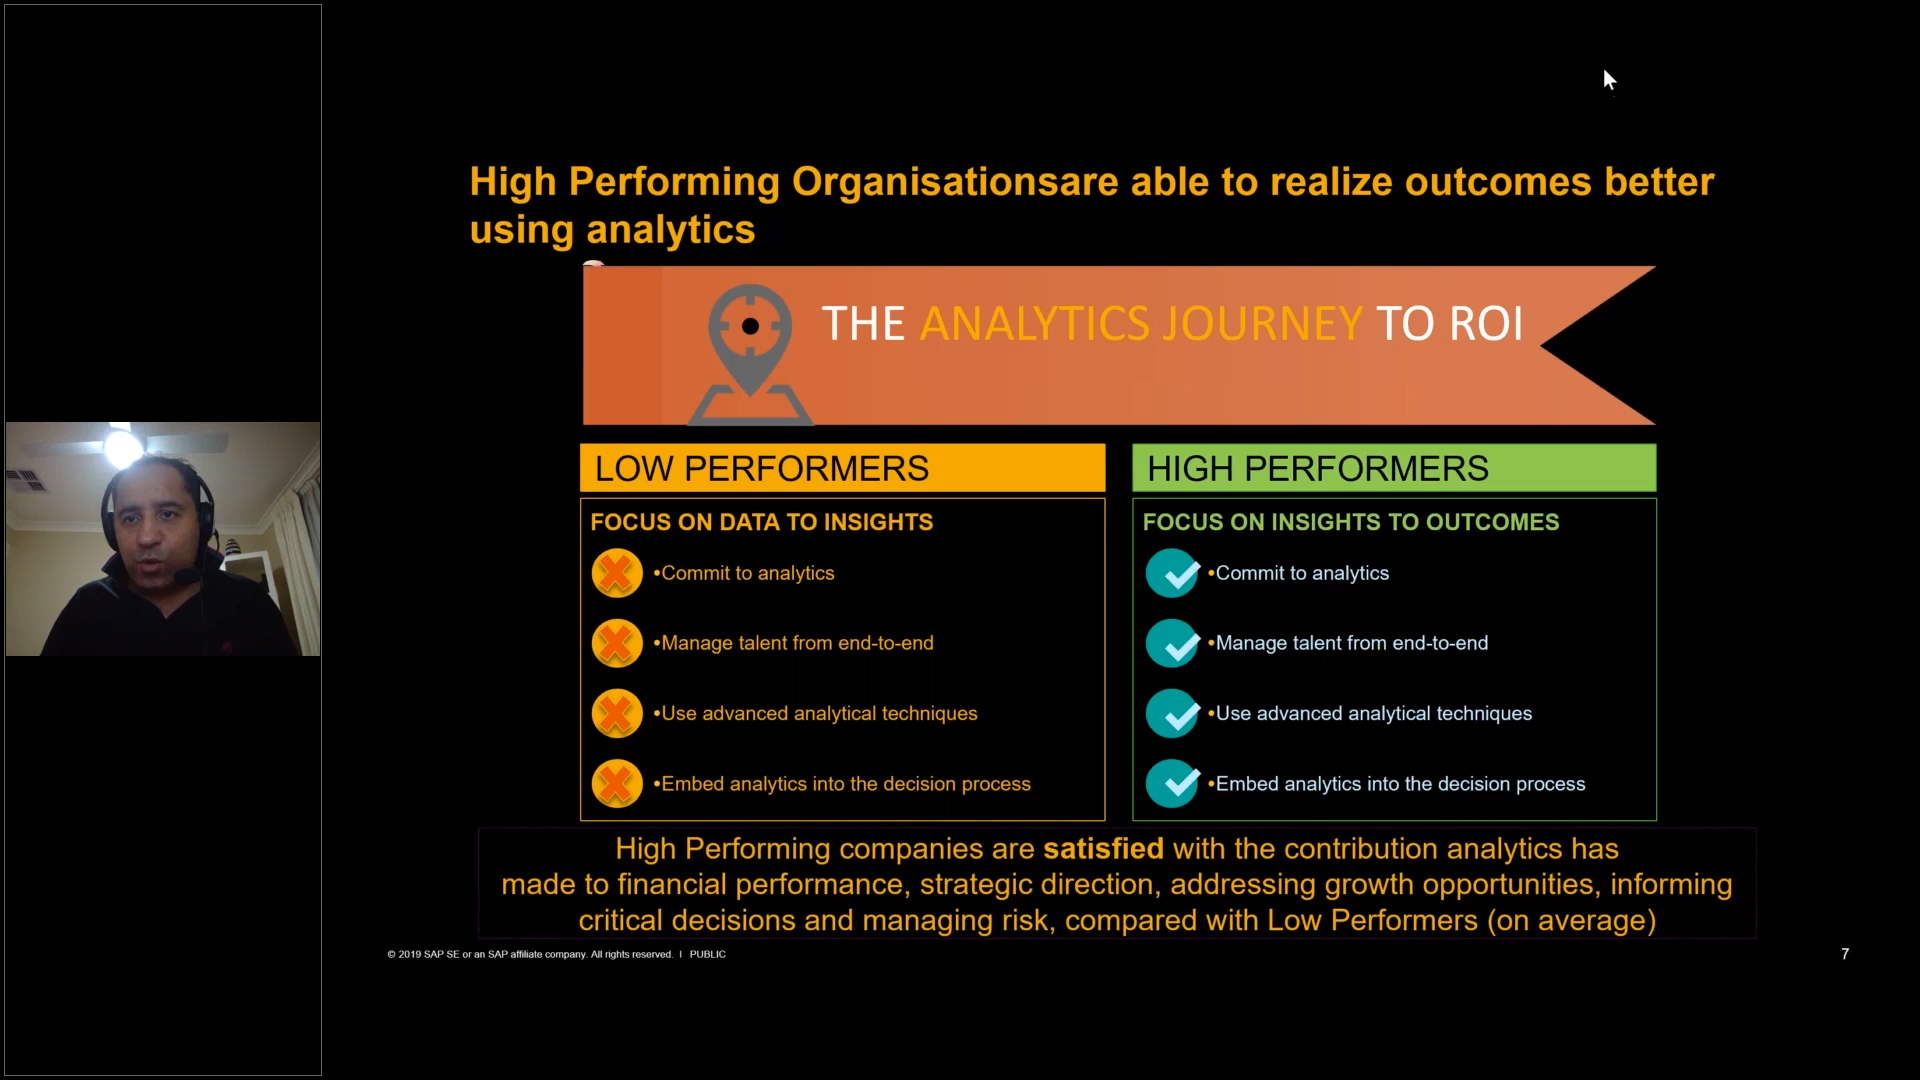 High Performing Organisationsare able to realize outcomes better
using analytics
THE ANALYTICS JOURNEY TO ROI
LOW PERFORMERS
FOCUS ON DATA TO INSIGHTS
•Commit to analytics
•Manage talent from end-to-end
•Use advanced analytical techniques
•Embed analytics into the decision process
HIGH PERFORMERS
FOCUS ON INSIGHTS TO OUTCOMES
•Commit to analytics
•Manage talent from end-to-end
•Use advanced analytical techniques
•Embed analytics into the decision process
High Performing companies are satisfied with the contribution analytics has
made to financial performance, strategic direction, addressing growth opportunities, informing
critical decisions and managing risk, compared with Low Performers (on average)
© 2019 SAP SE or an SAP affiliate company. All rights reserved. I PUBLIC
7